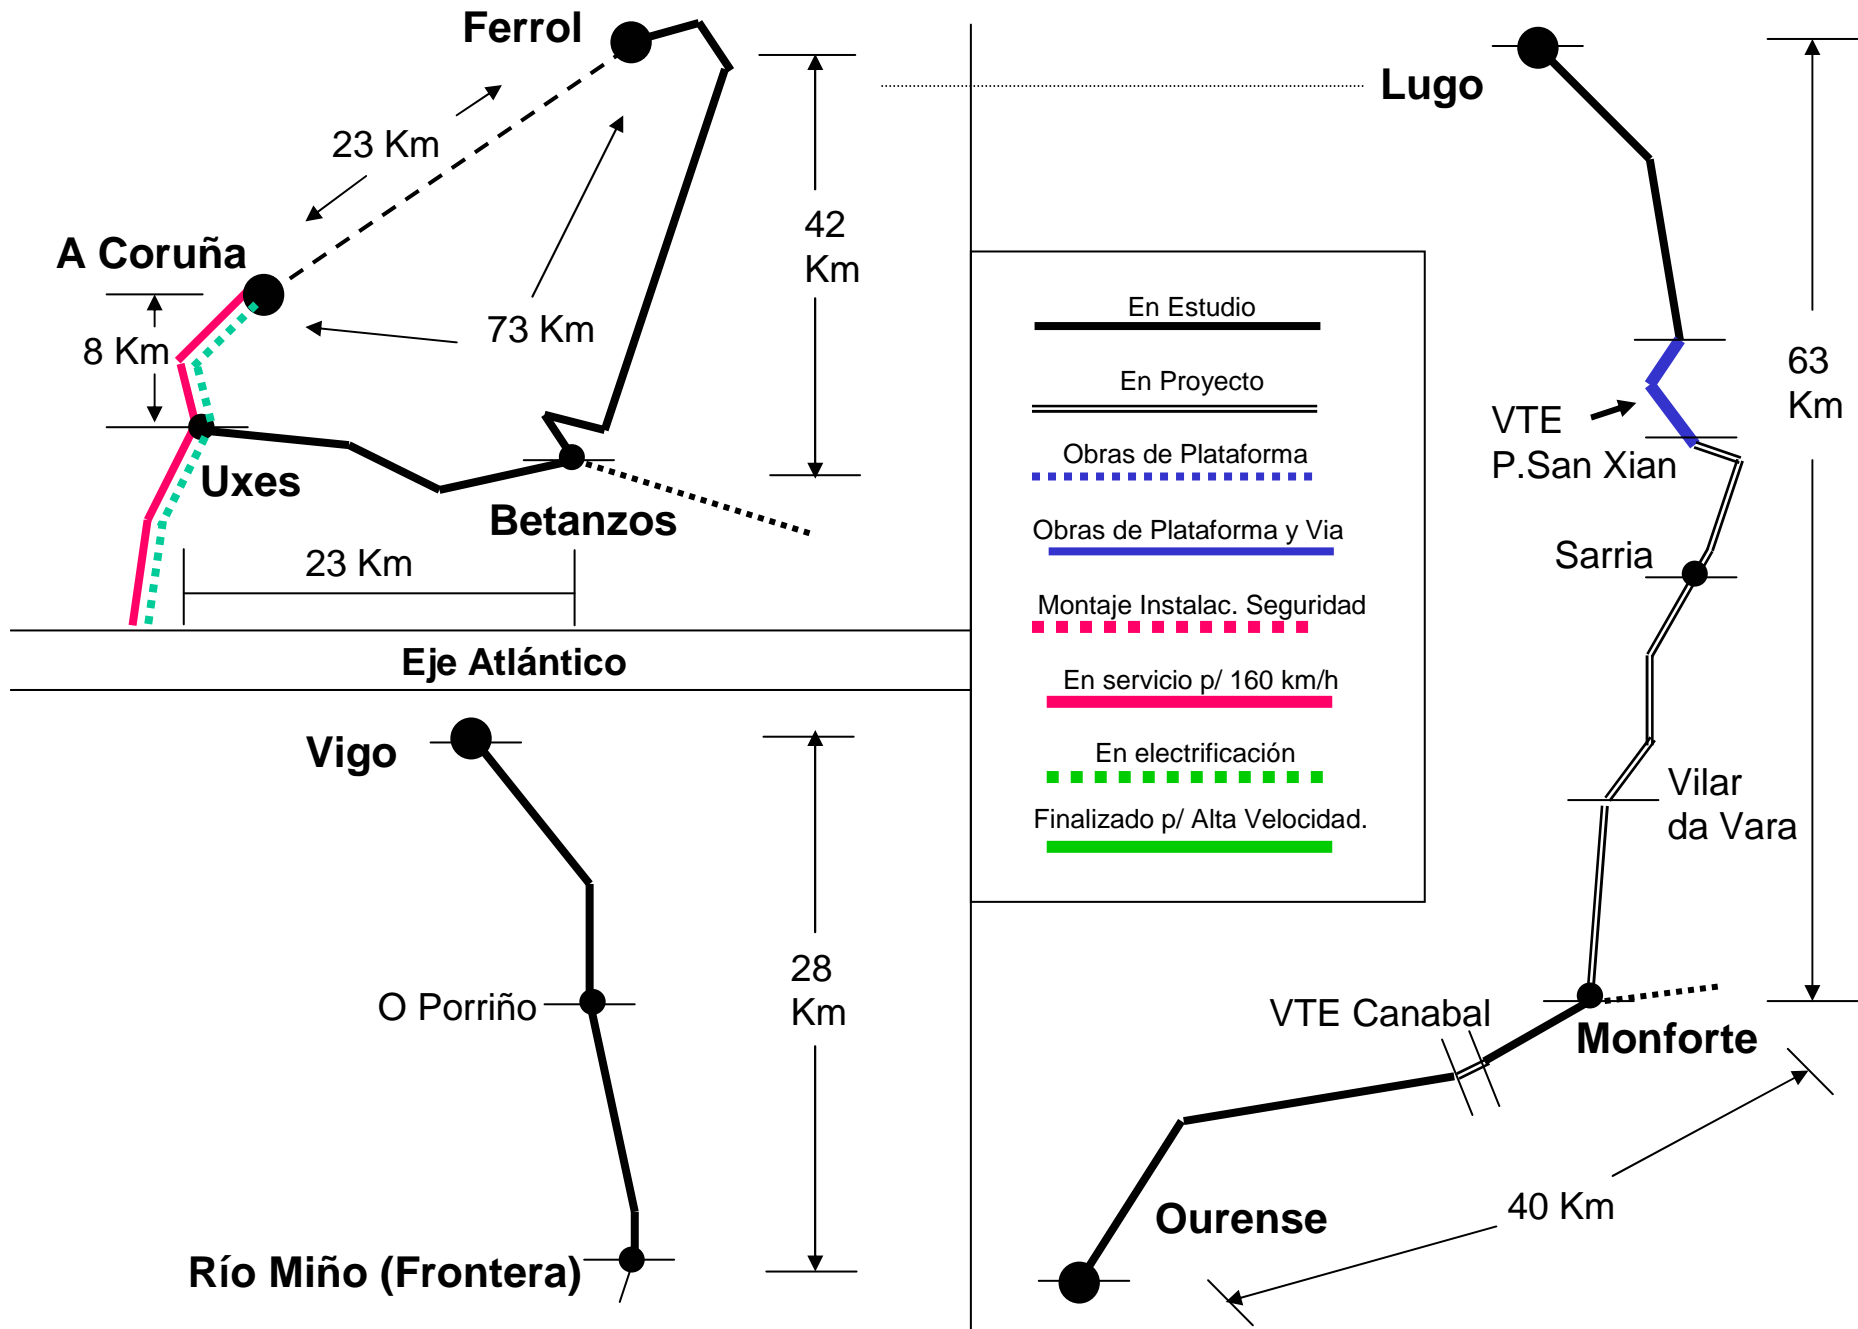 Ferrol
23 Km
A Coruña
42
Km
73 Km
8 Km
Uxes
Betanzos
23 Km
Eje Atlántico
Vigo
28
Km
O Porriño
Río Miño (Frontera)
En Estudio
En Proyecto
Obras de Plataforma
Obras de Plataforma y Via
Montaje Instalac. Seguridad
En servicio p/ 160 km/h
En electrificación
Finalizado p/ Alta Velocidad.
Lugo
63
Km
VTE
P.San Xian
Sarria
Vilar
da Vara
VTE Canabal
Monforte
40 Km
Ourense